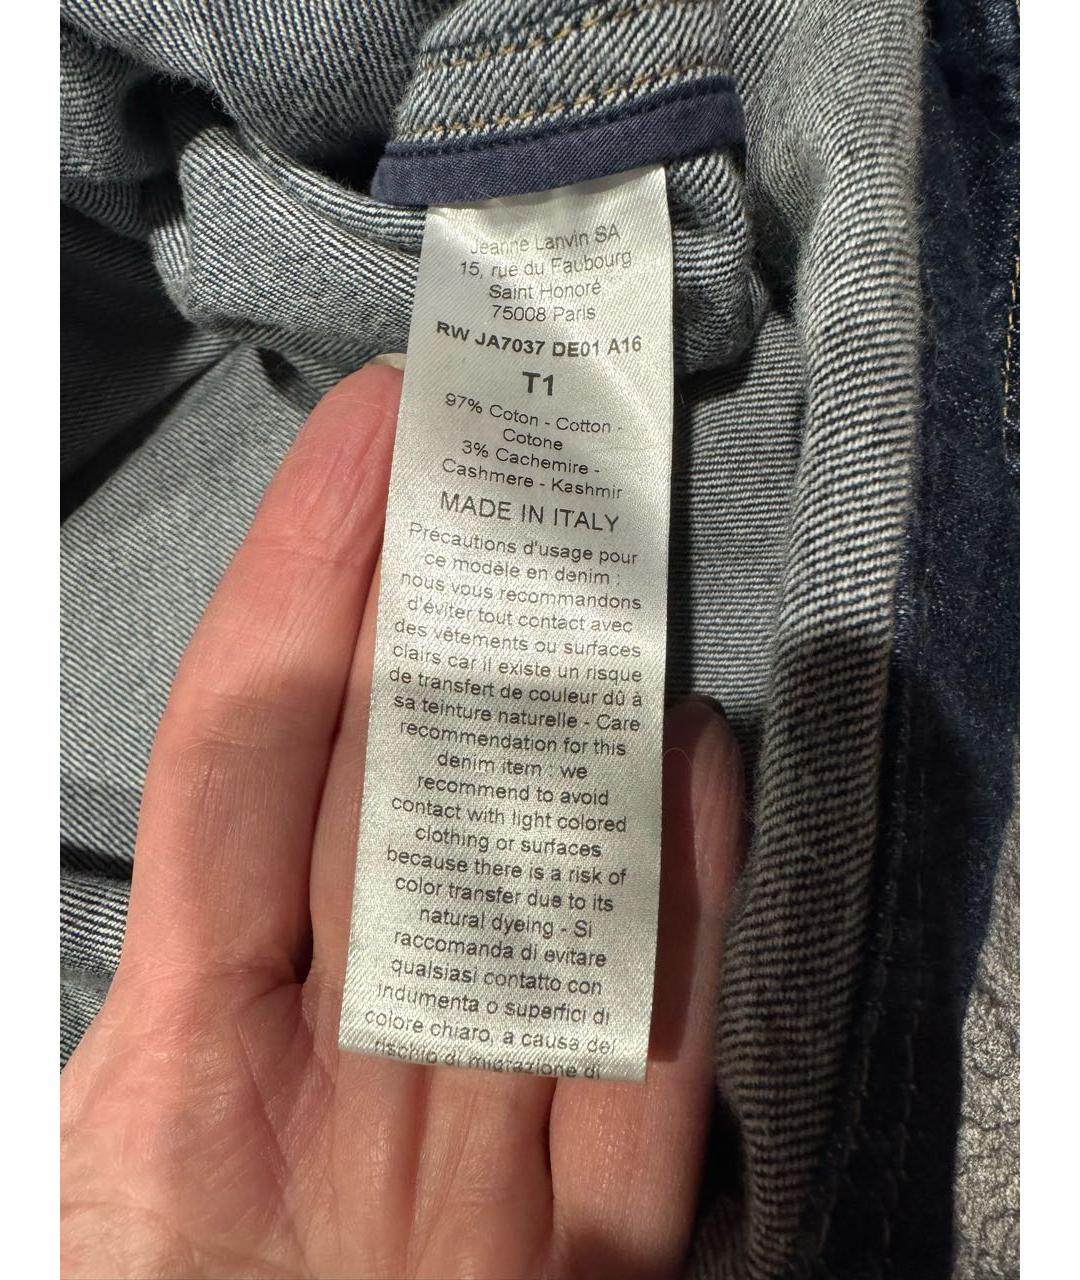 Jeanne Lanvin SA
15, rue du Faubourg
Saint Honoré
75008 Paris
RW JA7037 DE01 A16
T1
97% Coton - Cotton -
Cotone
3% Cachemire -
Cashmere - Kashmir
MADE IN ITALY
Précautions d'usage pour
ce modèle en denim :
nous vous recommandons
d'éviter tout contact avec
des vêtements ou surfaces
clairs car il existe un risque
de transfert de couleur dû à
sa teinture naturelle - Care
recommendation for this
denim item : we
recommend to avoid
contact with light colored
clothing or surfaces
because there is a risk of
color transfer due to its
natural dyeing - Si
raccomanda di evitare
qualsiasi contatto con
indumenta o superfici di
colore chiaro, a causa del
rischio di migrazione di